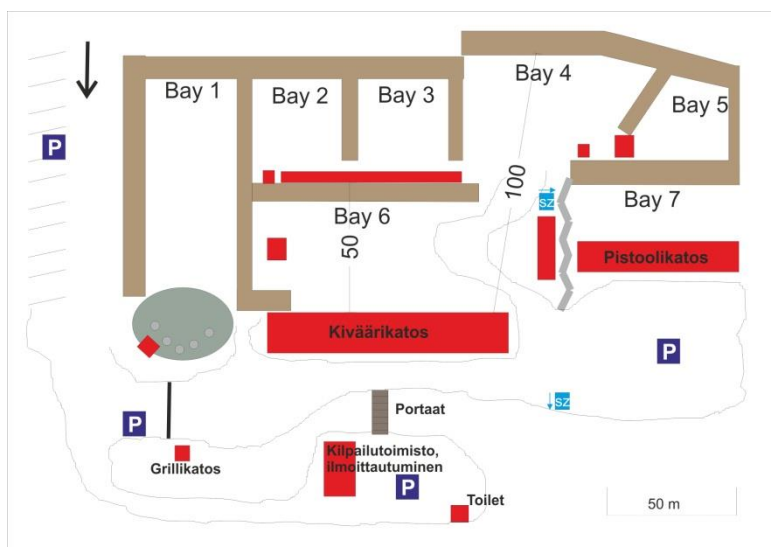 Bay 1
Bay 2
Bay 3
Bay 4
Bay 5
P
100
SZ
Bay 6
50
Bay 7
Pistoolikatos
Kiväärikatos
P
SZ
Portaat
P
Grillikatos
Kilpailutoimisto,
ilmoittautuminen
P
Toilet
50 m